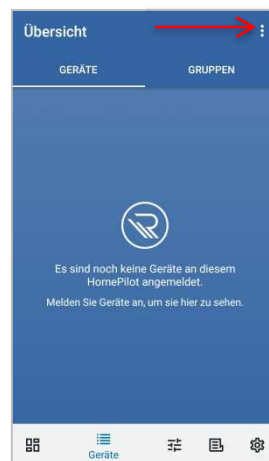 Übersicht
GERÄTE GRUPPEN
Es sind noch keine Geräte an diesem
HomePilot angemeldet.
Melden Sie Geräte an, um sie hier zu sehen.
Geräte